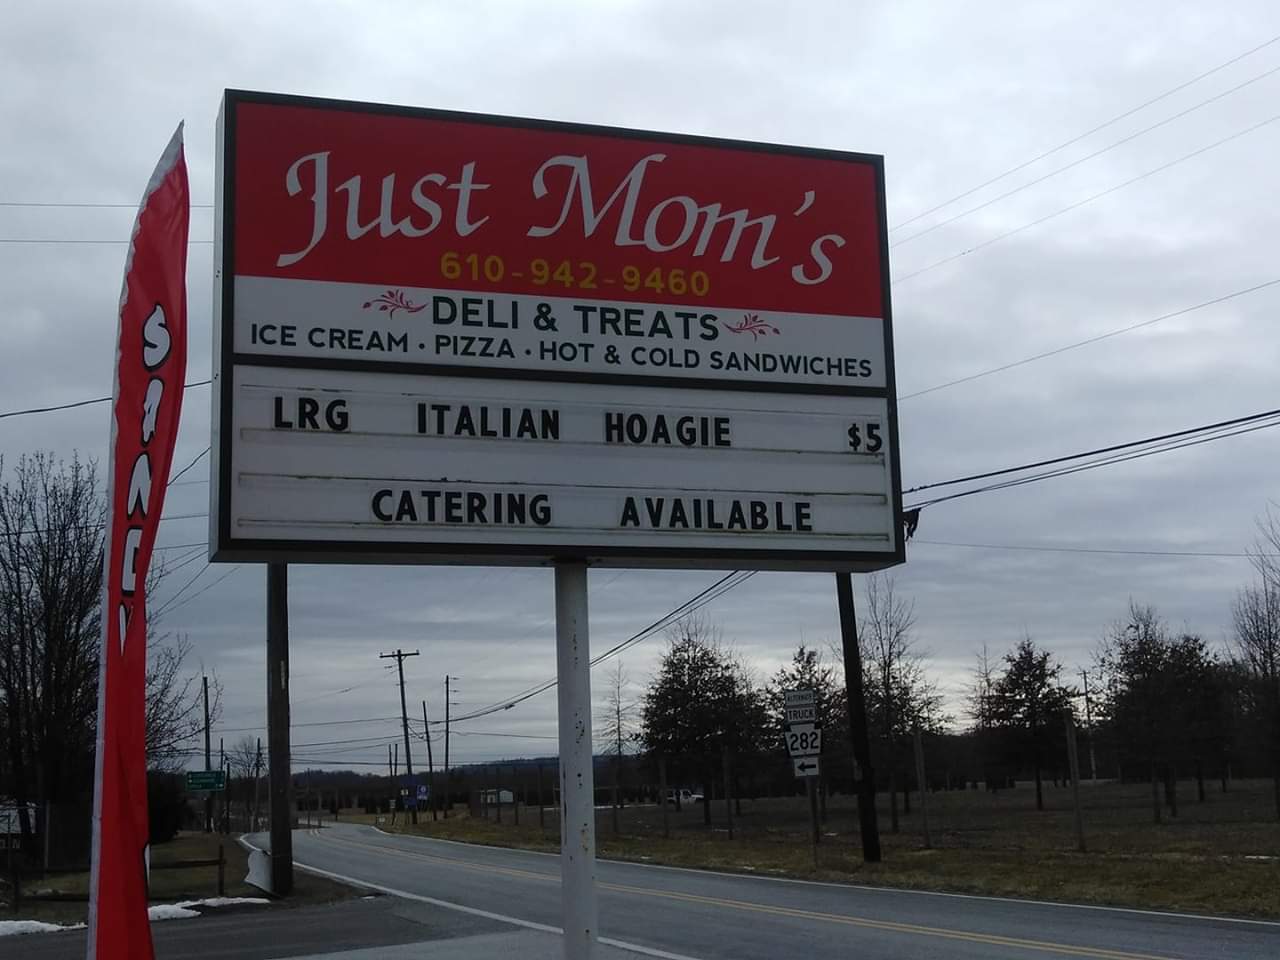 Just Mom's
610-942-9460
DELI & TREATS
ICE CREAM • PIZZA • HOT & COLD SANDWICHES
LRG ITALIAN HOAGIE $5
CATERING AVAILABLE
ALTERNATE
TRUCK
282